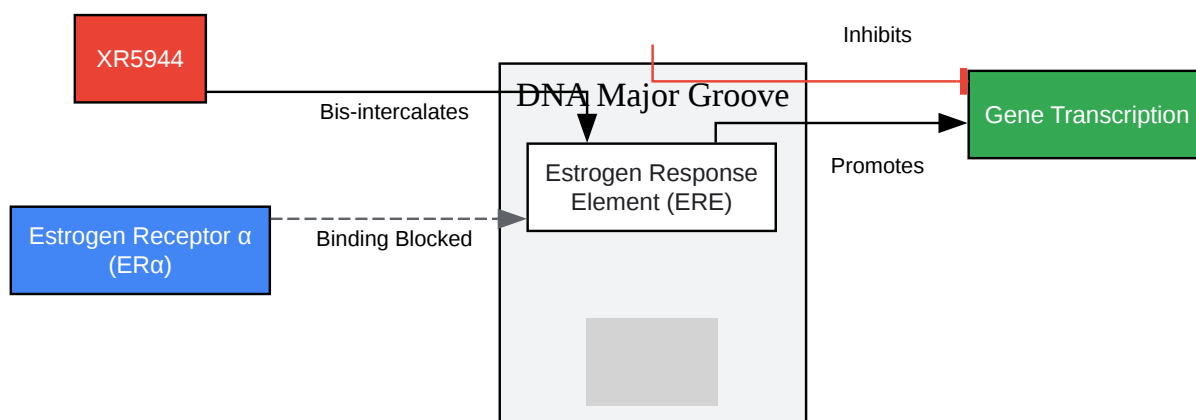 XR5944
Inhibits
DNA Major Groove
Bis-intercalates
Gene Transcription
Estrogen Response
Element (ERE)
Promotes
Estrogen Receptor α
(ERα)
Binding Blocked